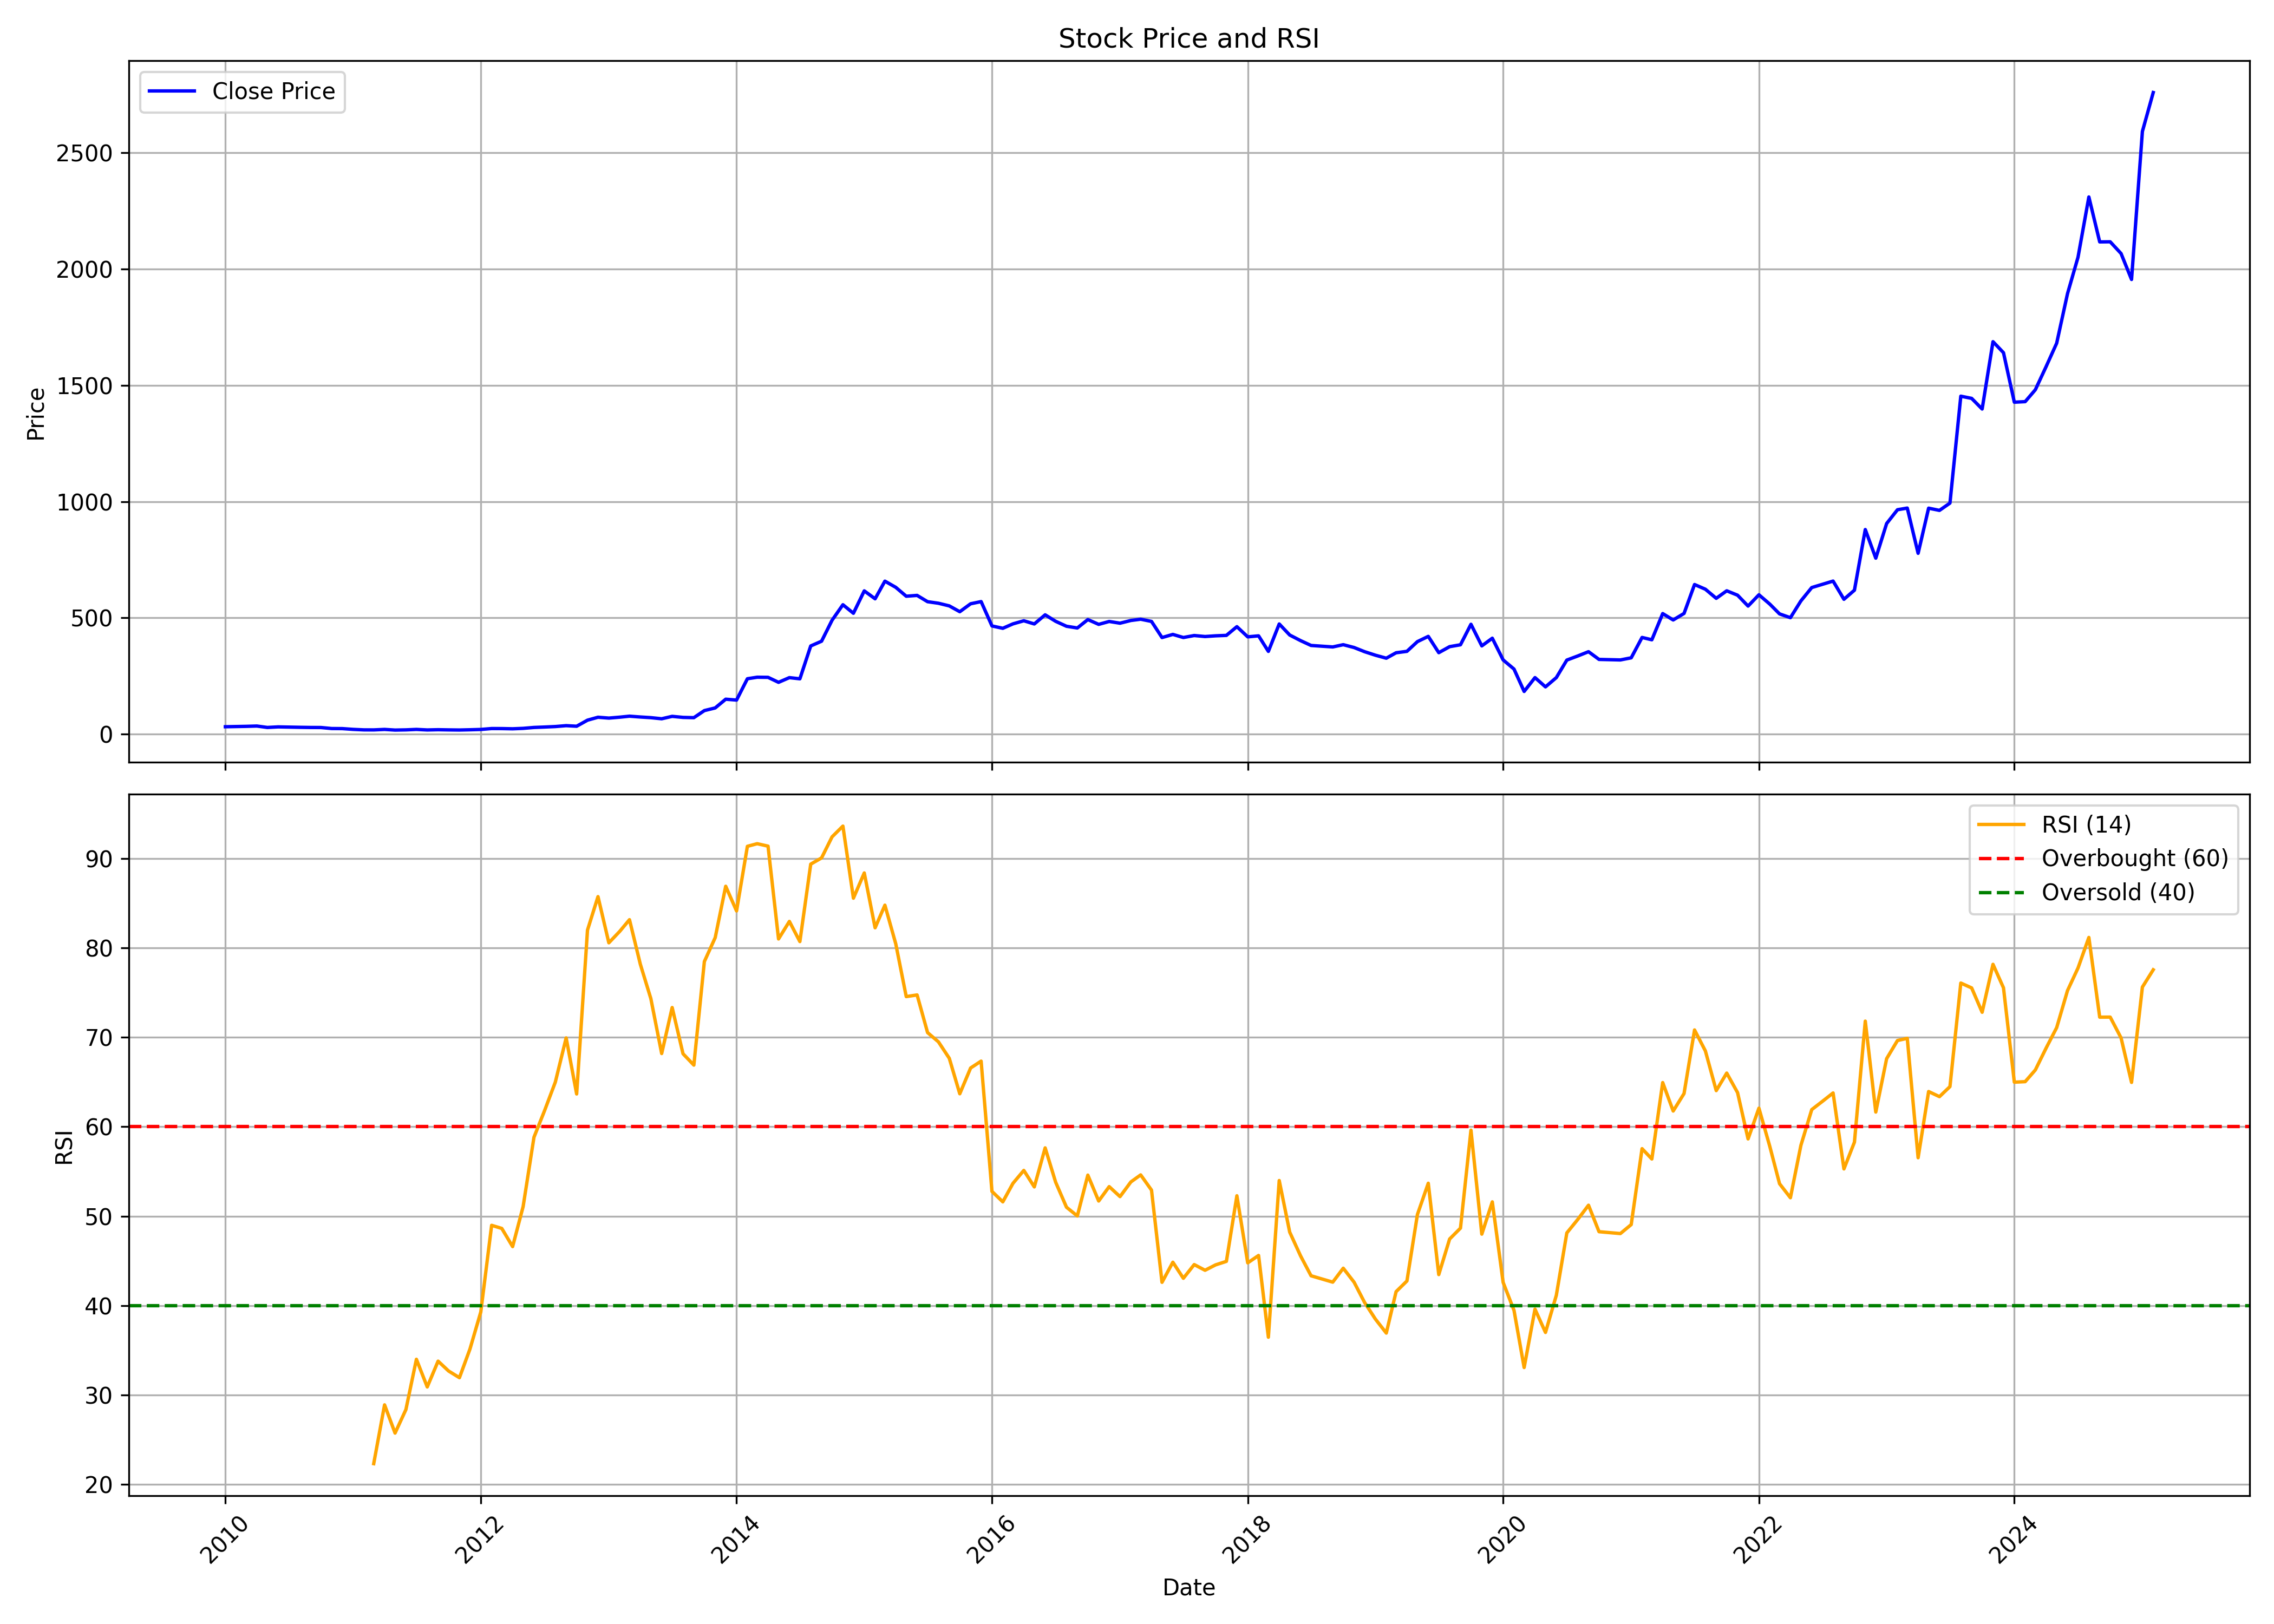 Stock Price and RSI
Close Price
Price
2500
2000
1500
1000
500
0
RSI (14)
Overbought (60)
Oversold (40)
RSI
90
80
70
60
50
40
30
20
2010
2012
2014
2016
2018
2020
2022
2024
Date